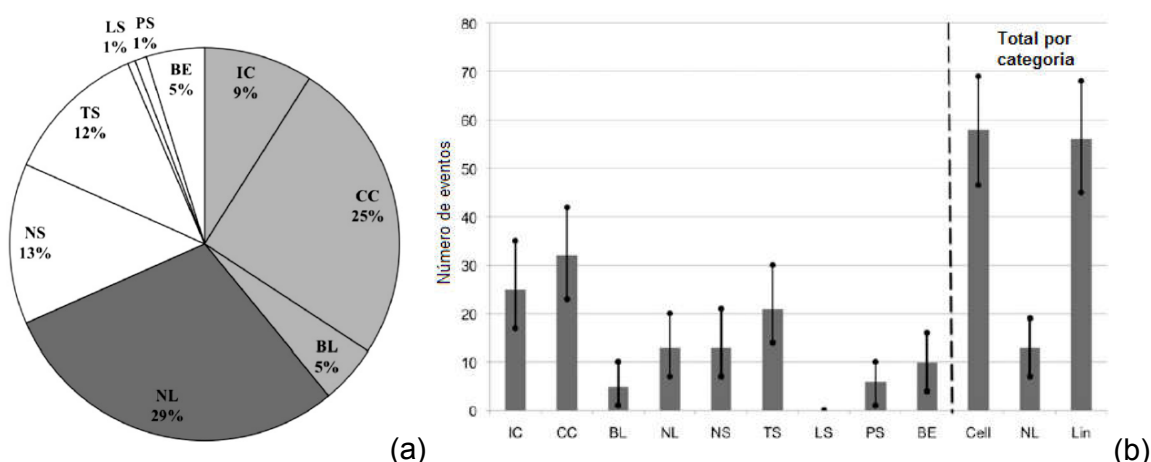 LS
1%
PS
1%
BE
5%
IC
9%
TS
12%
CC
25%
NS
13%
BL
5%
NL
29%
(a)
80
70
60
50
40
30
20
10
0
Número de eventos
Total por
categoria
IC CC BL NL NS TS LS PS BE Cell NL Lin
(b)